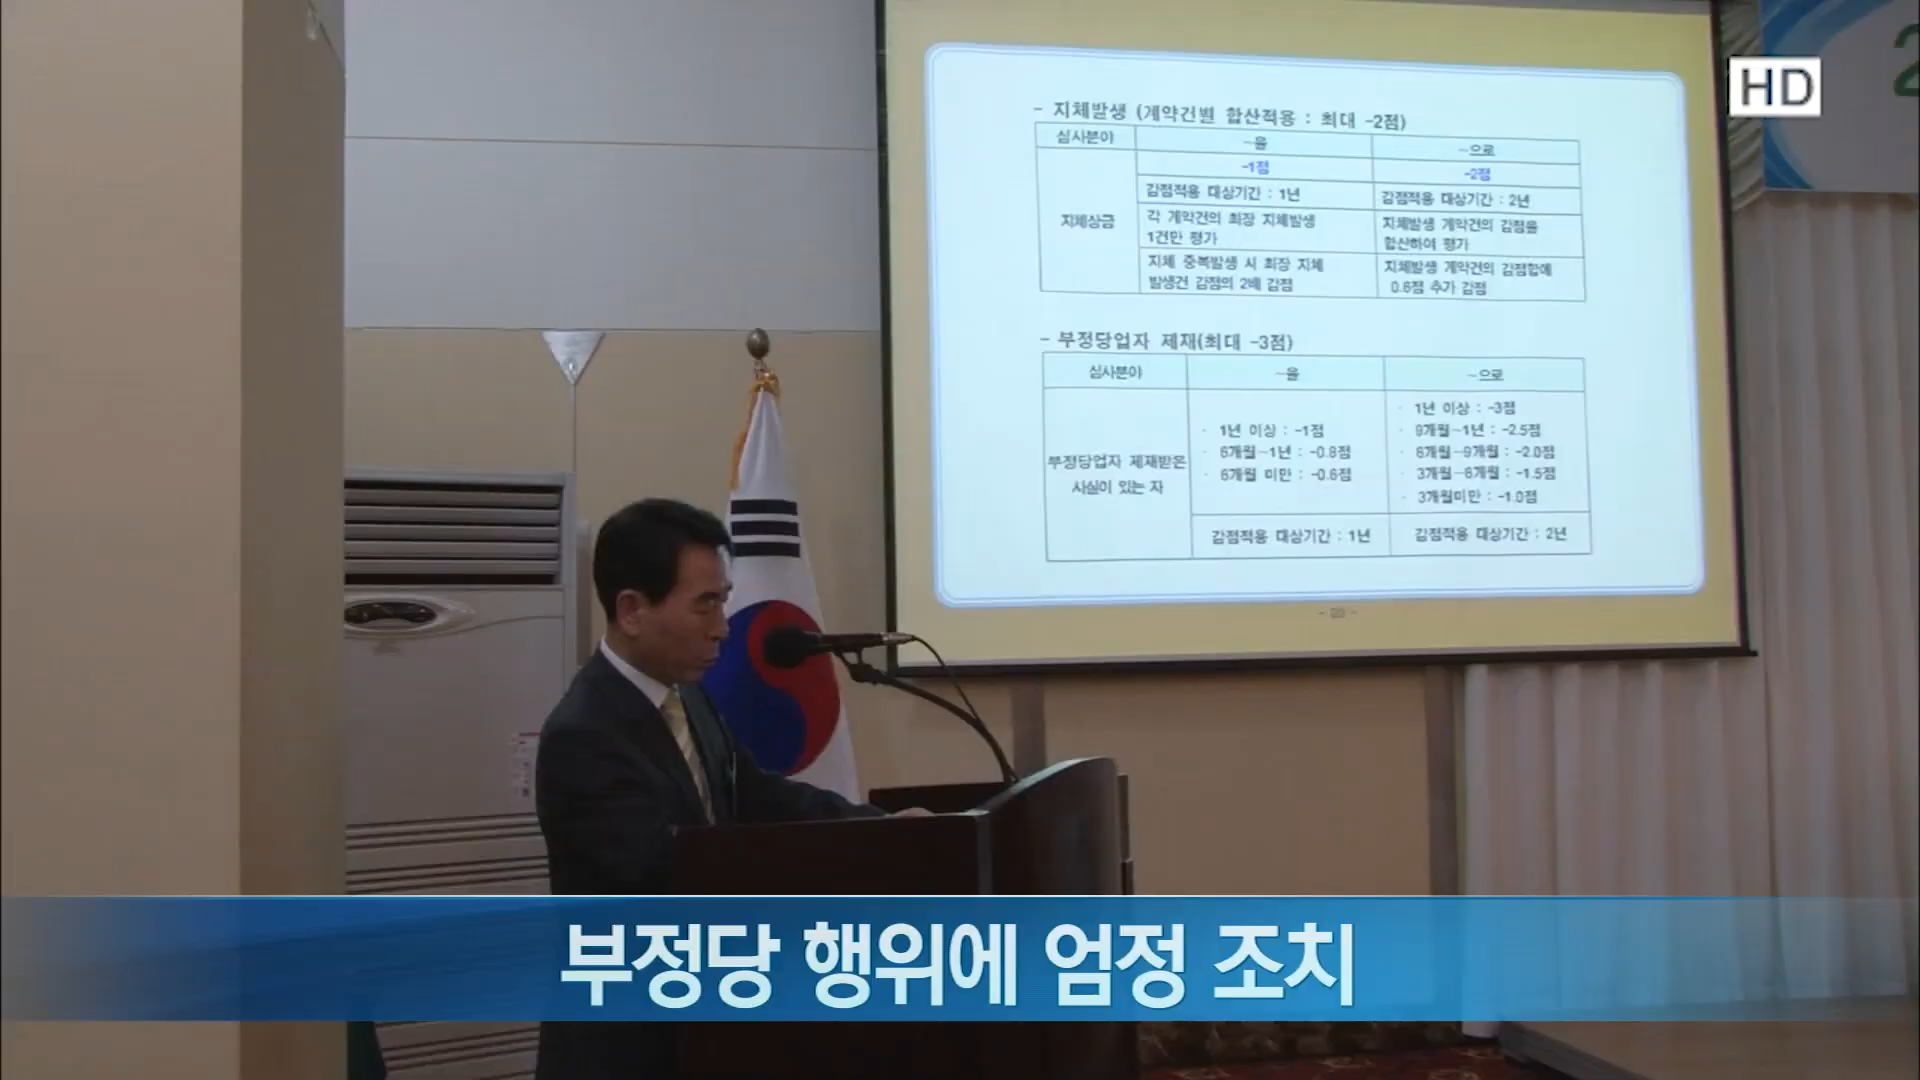 HD
2
- 지체발생 (계약건별 합산적용 : 최대 -2점)
심사분야 ~을 ~으로
-1점 -2점
감점적용 대상기간 : 1년 감점적용 대상기간 : 2년
지체상금
각 계약건의 최장 지체발생
1건만 평가
지체발생 계약건의 감점을
합산하여 평가
지체 중복발생 시 최장 지체
발생건 감점의 2배 감점
지체발생 계약건의 감점합에
0.6점 추가 감점
- 부정당업자 제재(최대 -3점)
심사분야 ~을 ~으로
부정당업자 제재받은
사실이 있는 자
· 1년 이상 : -1점
· 6개월~1년 : -0.8점
· 6개월 미만 : -0.6점
· 1년 이상 : -3점
· 9개월~1년 : -2.5점
· 6개월~9개월 : -2.0점
· 3개월~6개월 : -1.5점
· 3개월미만 : -1.0점
감점적용 대상기간 : 1년 감점적용 대상기간 : 2년
부정당 행위에 엄정 조치